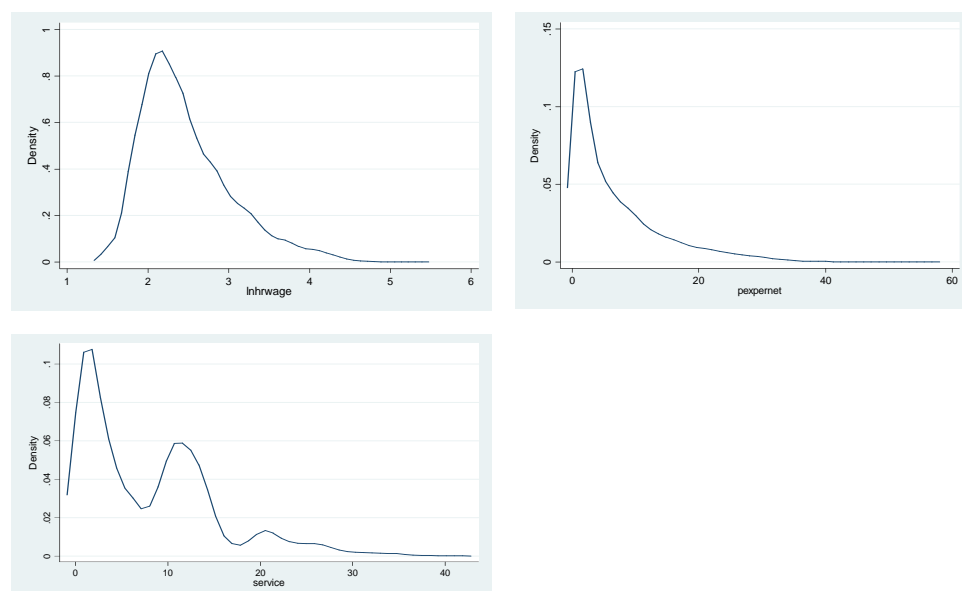 Density
0 .2 .4 .6 .8 1
1 2 3 4 5 6
lnhrwage
Density
0 .05 .1 .15
0 20 40 60
pexpernet
Density
0 .02 .04 .06 .08 .1
0 10 20 30 40
service